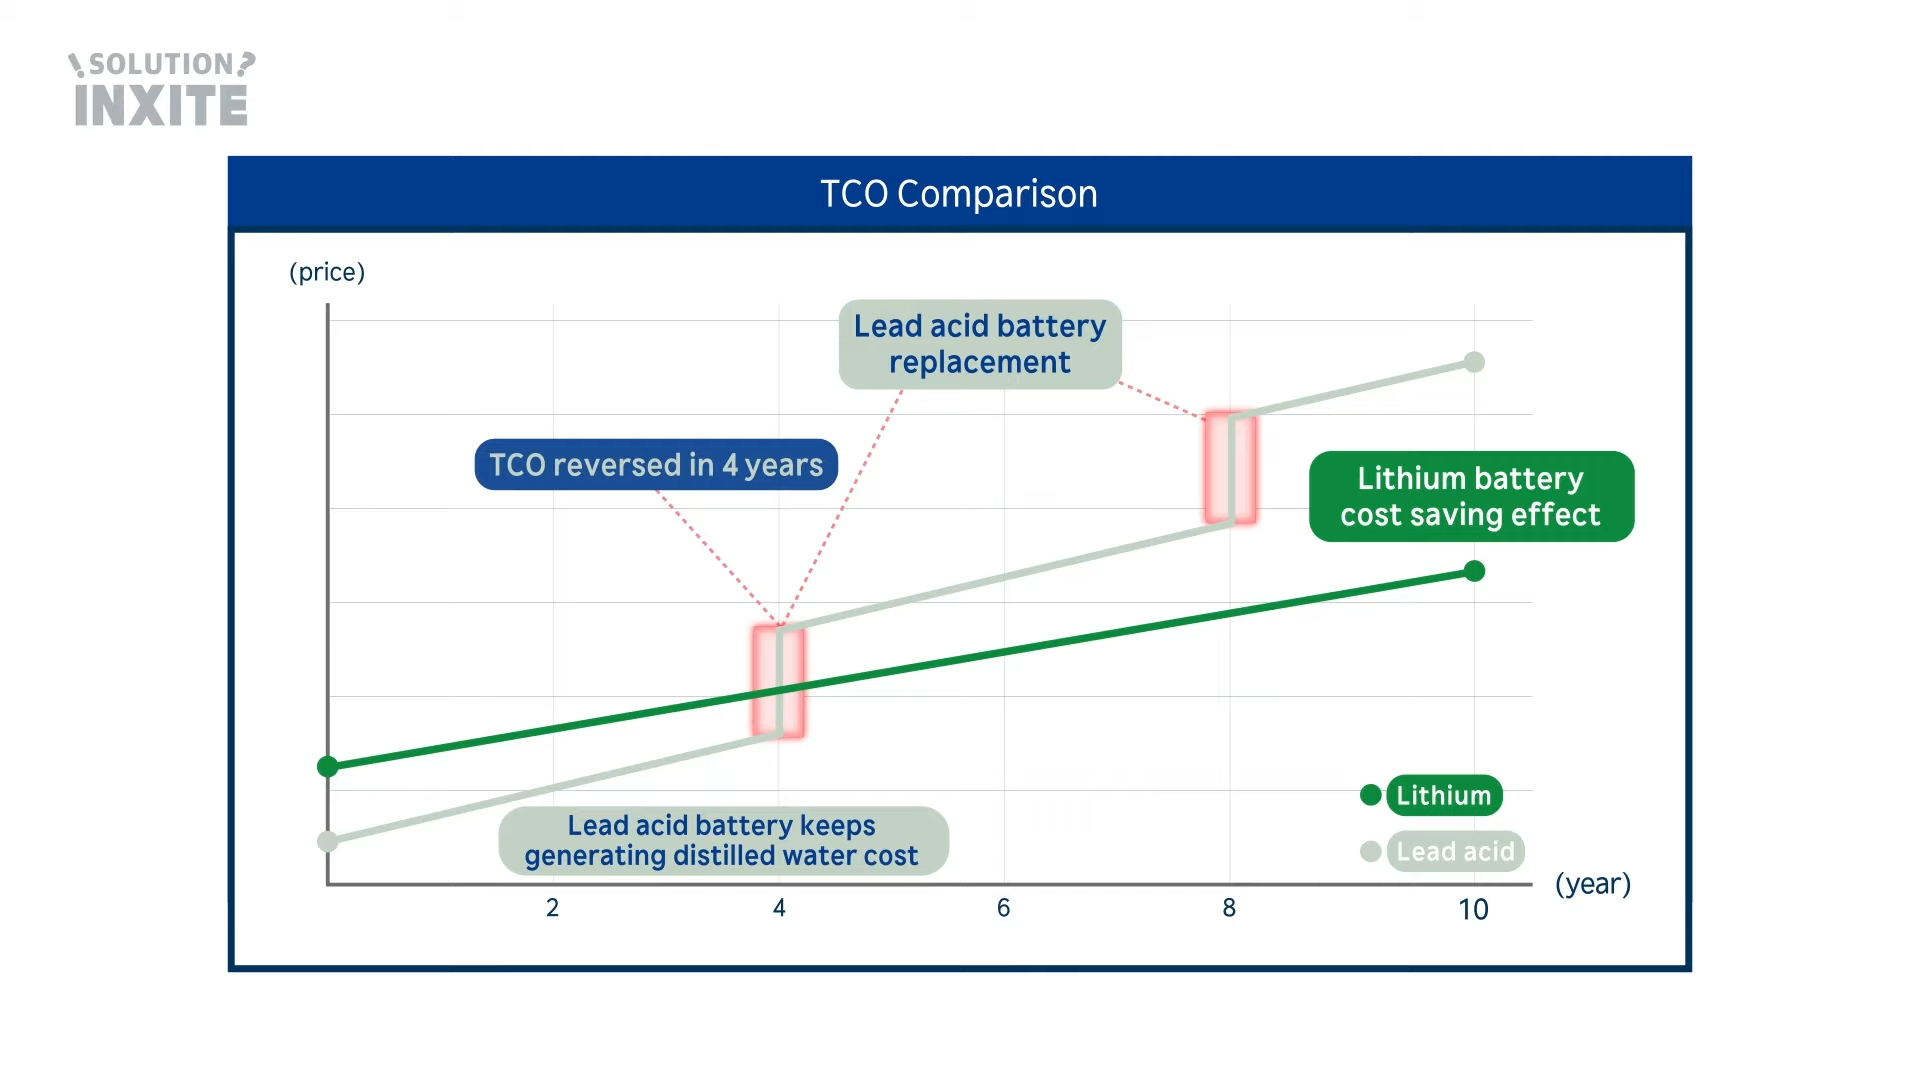 !SOLUTION?
INXITE
TCO Comparison
(price)
Lead acid battery
replacement
TCO reversed in 4 years
Lithium battery
cost saving effect
Lead acid battery keeps
generating distilled water cost
Lithium
Lead acid
(year)
2
4
6
8
10